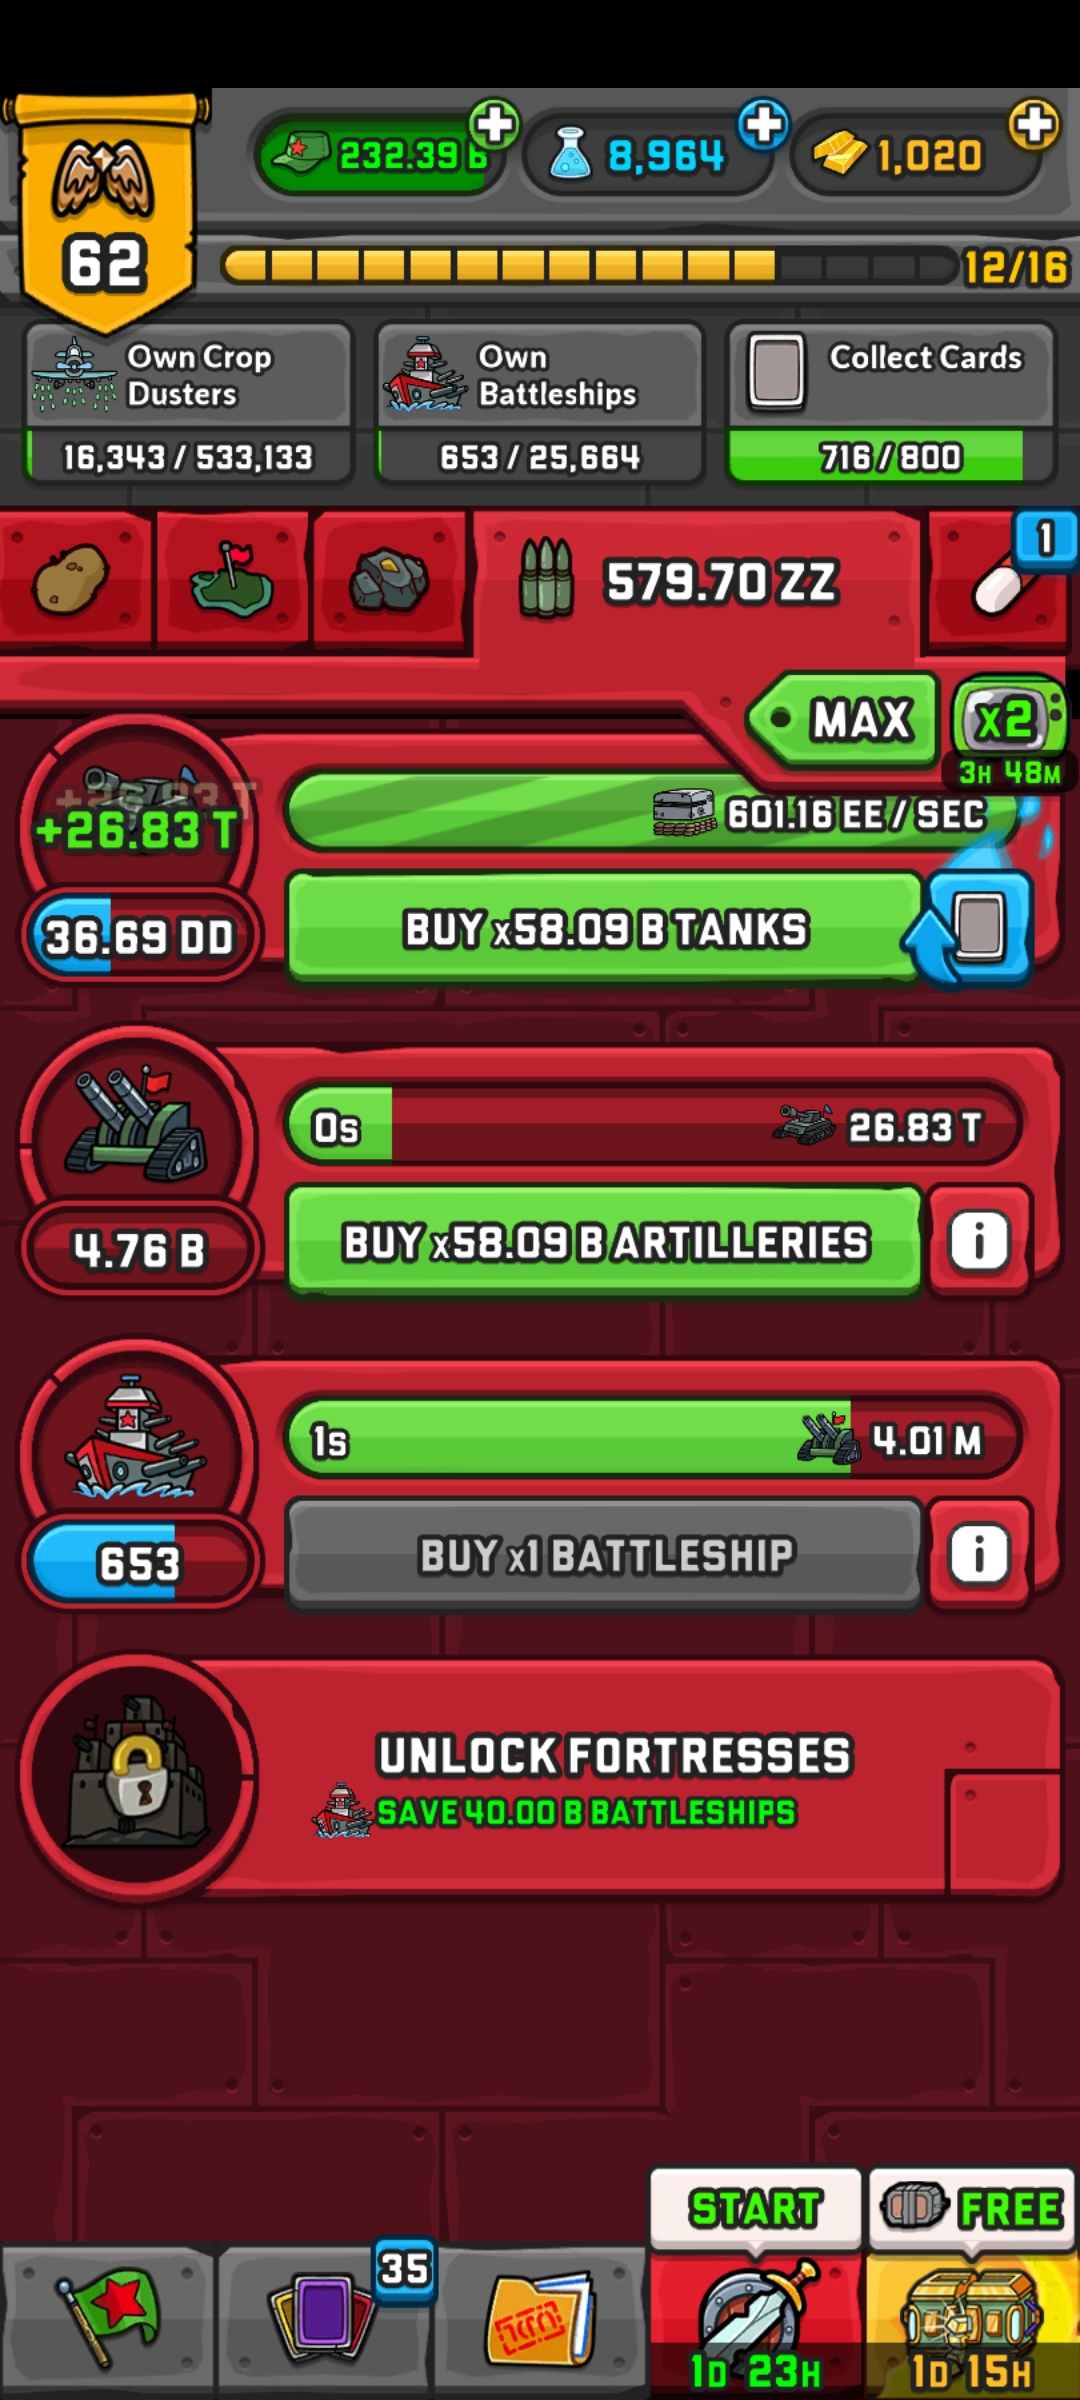 62
232.39 B
8,964
1,020
12/16
Own Crop
Dusters
16,343 / 533,133
Own
Battleships
653 / 25,664
Collect Cards
716 / 800
579.70 ZZ
1
MAX
x2
3H 48M
+26.83 T
+26.83 T
601.16 EE / SEC
36.69 DD
BUY x58.09 B TANKS
0s
26.83 T
4.76 B
BUY x58.09 B ARTILLERIES
i
1s
4.01 M
653
BUY x1 BATTLESHIP
i
UNLOCK FORTRESSES
SAVE 40.00 B BATTLESHIPS
START
FREE
35
1D 23H
1D 15H